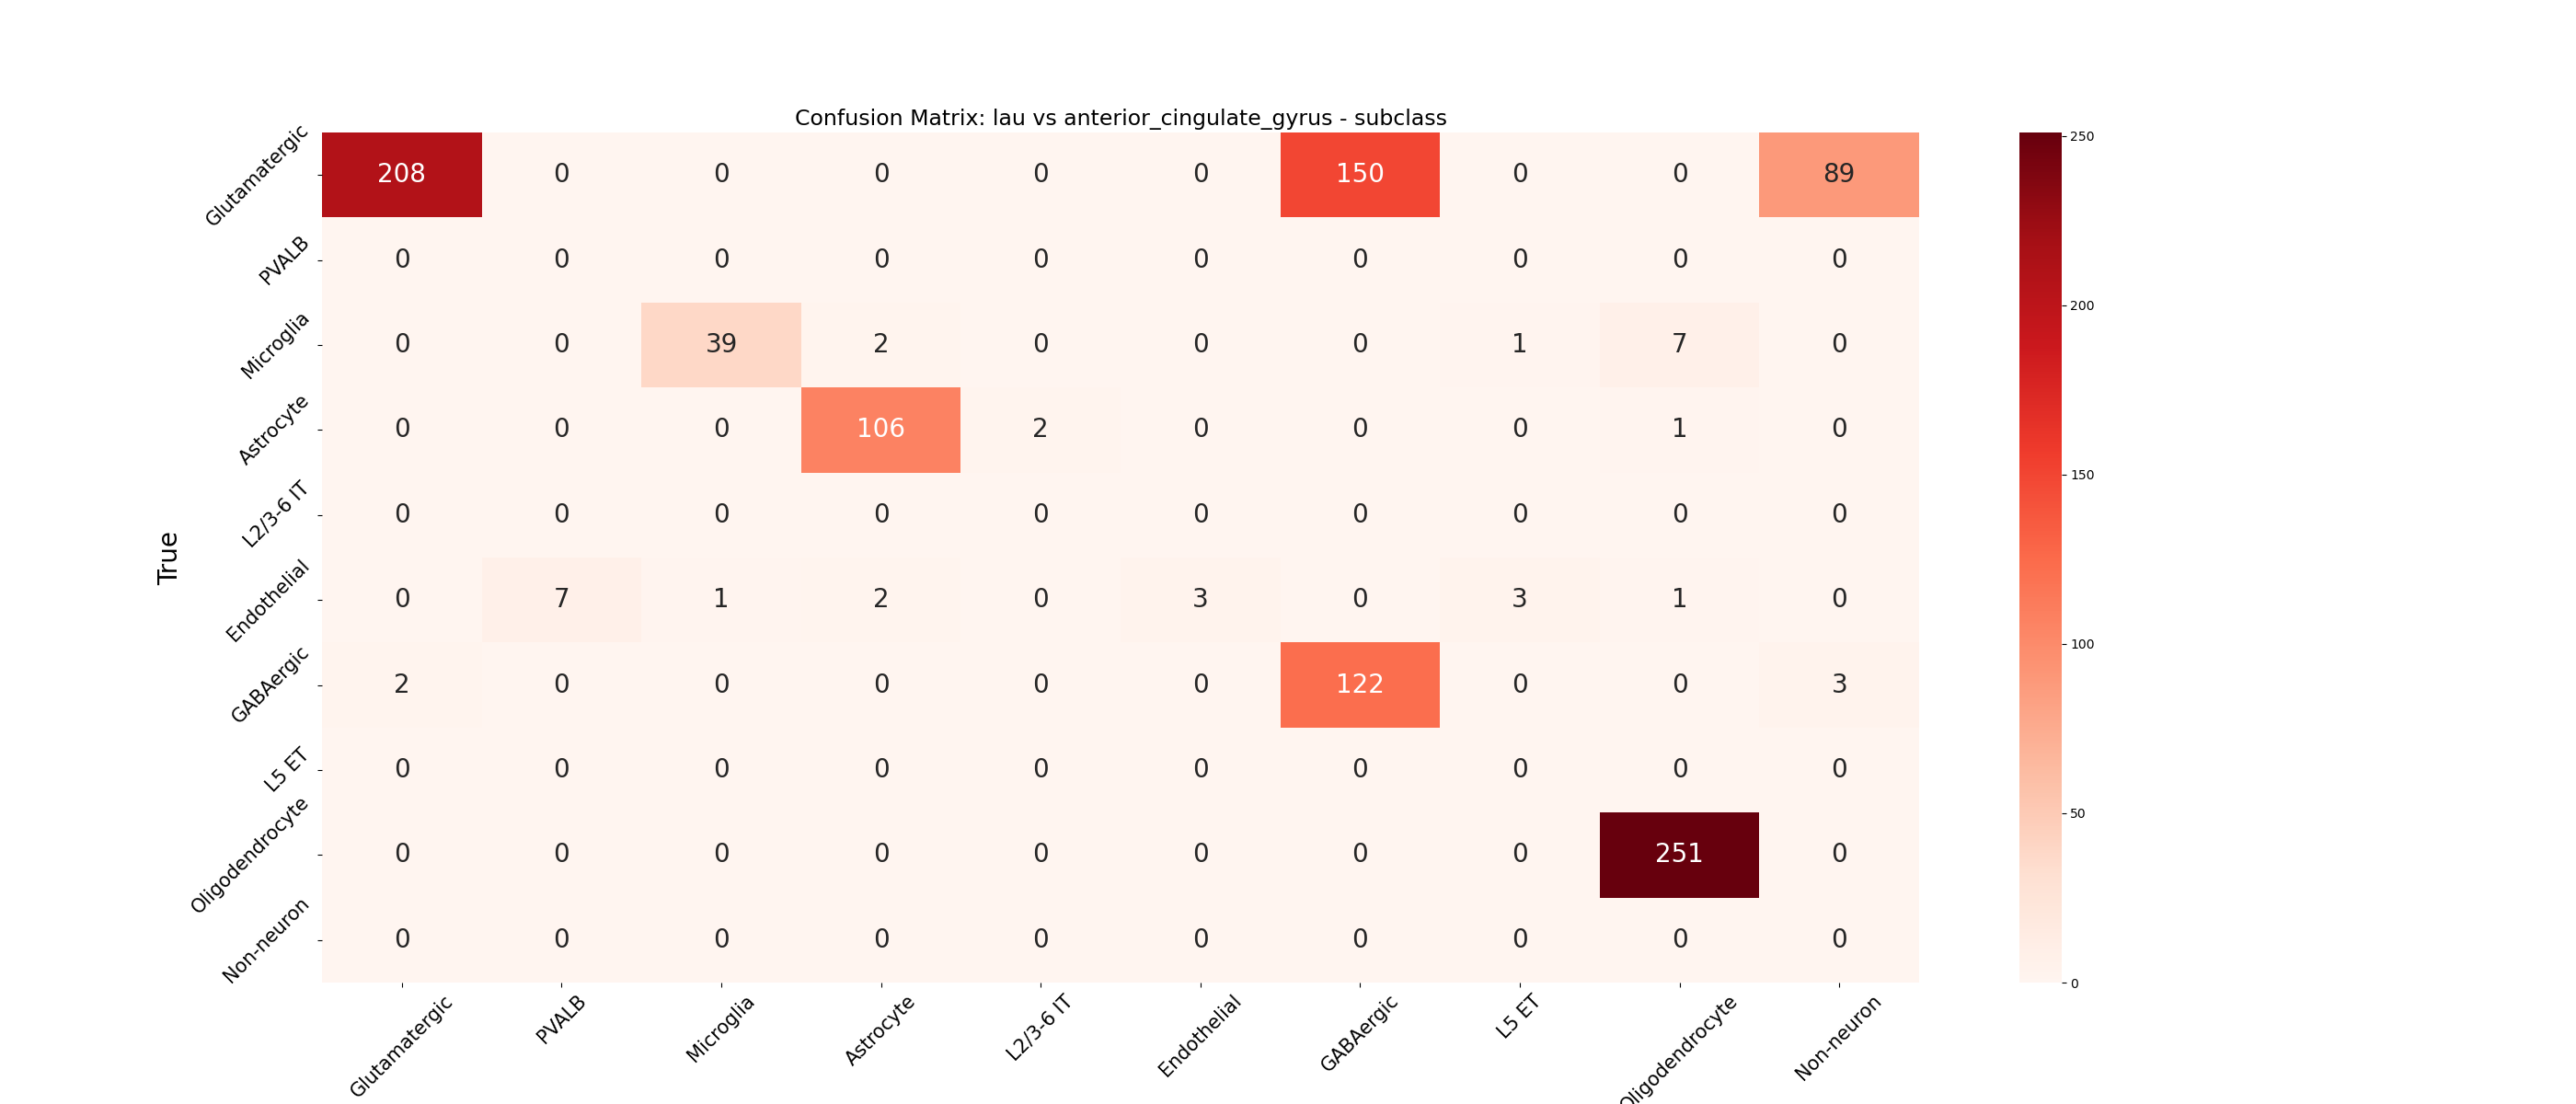 Confusion Matrix: lau vs anterior_cingulate_gyrus - subclass
True
Glutamatergic 208 0 0 0 0 0 150 0 0 89
PVALB 0 0 0 0 0 0 0 0 0 0
Microglia 0 0 39 2 0 0 0 1 7 0
Astrocyte 0 0 0 106 2 0 0 0 1 0
L2/3-6 IT 0 0 0 0 0 0 0 0 0 0
Endothelial 0 7 1 2 0 3 0 3 1 0
GABAergic 2 0 0 0 0 0 122 0 0 3
L5 ET 0 0 0 0 0 0 0 0 0 0
Oligodendrocyte 0 0 0 0 0 0 0 0 251 0
Non-neuron 0 0 0 0 0 0 0 0 0 0
Glutamatergic PVALB Microglia Astrocyte L2/3-6 IT Endothelial GABAergic L5 ET Oligodendrocyte Non-neuron
250
200
150
100
50
0